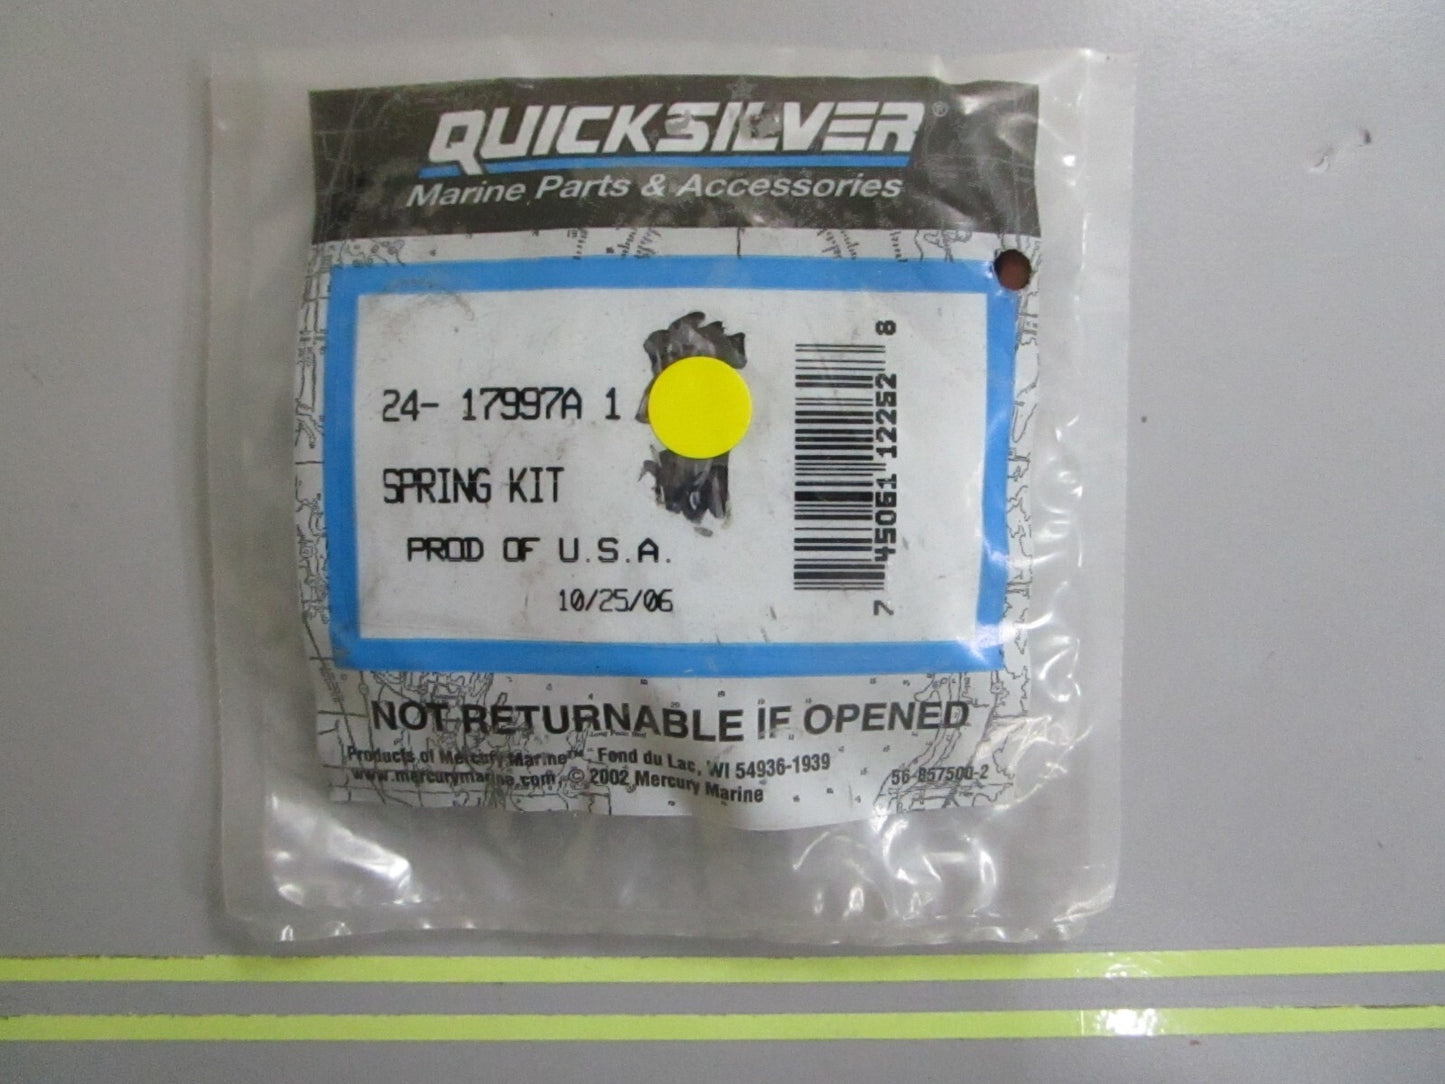 QUICKSILVER®
Marine Parts & Accessories
24- 17997A 1
SPRING KIT
PROD OF U.S.A.
10/25/06
7 45061 12252 8
NOT RETURNABLE IF OPENED
Products of Mercury Marine™ Fond du Lac, WI 54936-1939
www.mercurymarine.com © 2002 Mercury Marine
56-857500-2